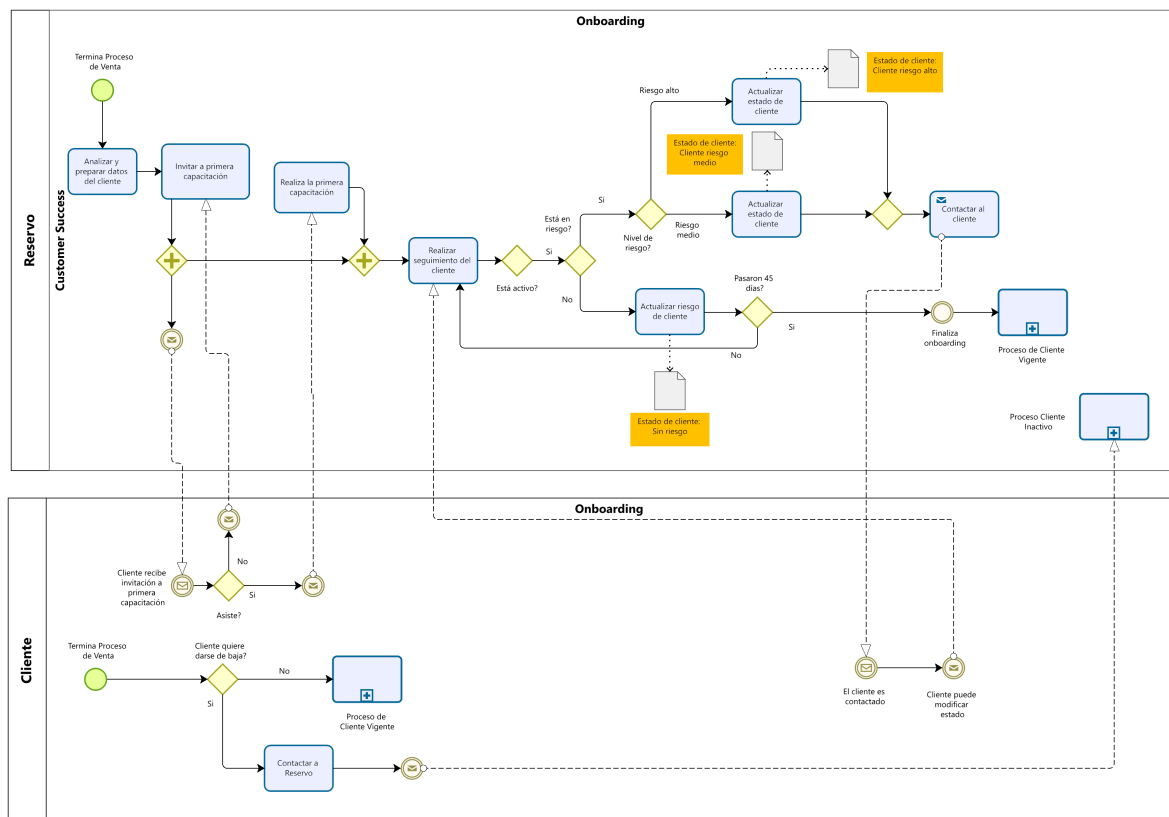 Onboarding
Reservo
Customer Success
Termina Proceso
de Venta
Analizar y
preparar datos
del cliente
Invitar a primera
capacitación
Realiza la primera
capacitación
Realizar
seguimiento del
cliente
Está activo?
Si
Está en
riesgo?
Si
No
Nivel de
riesgo?
Riesgo alto
Riesgo
medio
Actualizar
estado de
cliente
Estado de cliente:
Cliente riesgo alto
Estado de cliente:
Cliente riesgo
medio
Actualizar
estado de
cliente
Contactar al
cliente
Actualizar riesgo
de cliente
Pasaron 45
días?
Si
No
Estado de cliente:
Sin riesgo
Finaliza
onboarding
Proceso de Cliente
Vigente
Proceso Cliente
Inactivo
Onboarding
Cliente
Cliente recibe
invitación a
primera
capacitación
No
Si
Asiste?
Termina Proceso
de Venta
Cliente quiere
darse de baja?
No
Si
Proceso de
Cliente Vigente
Contactar a
Reservo
El cliente es
contactado
Cliente puede
modificar
estado